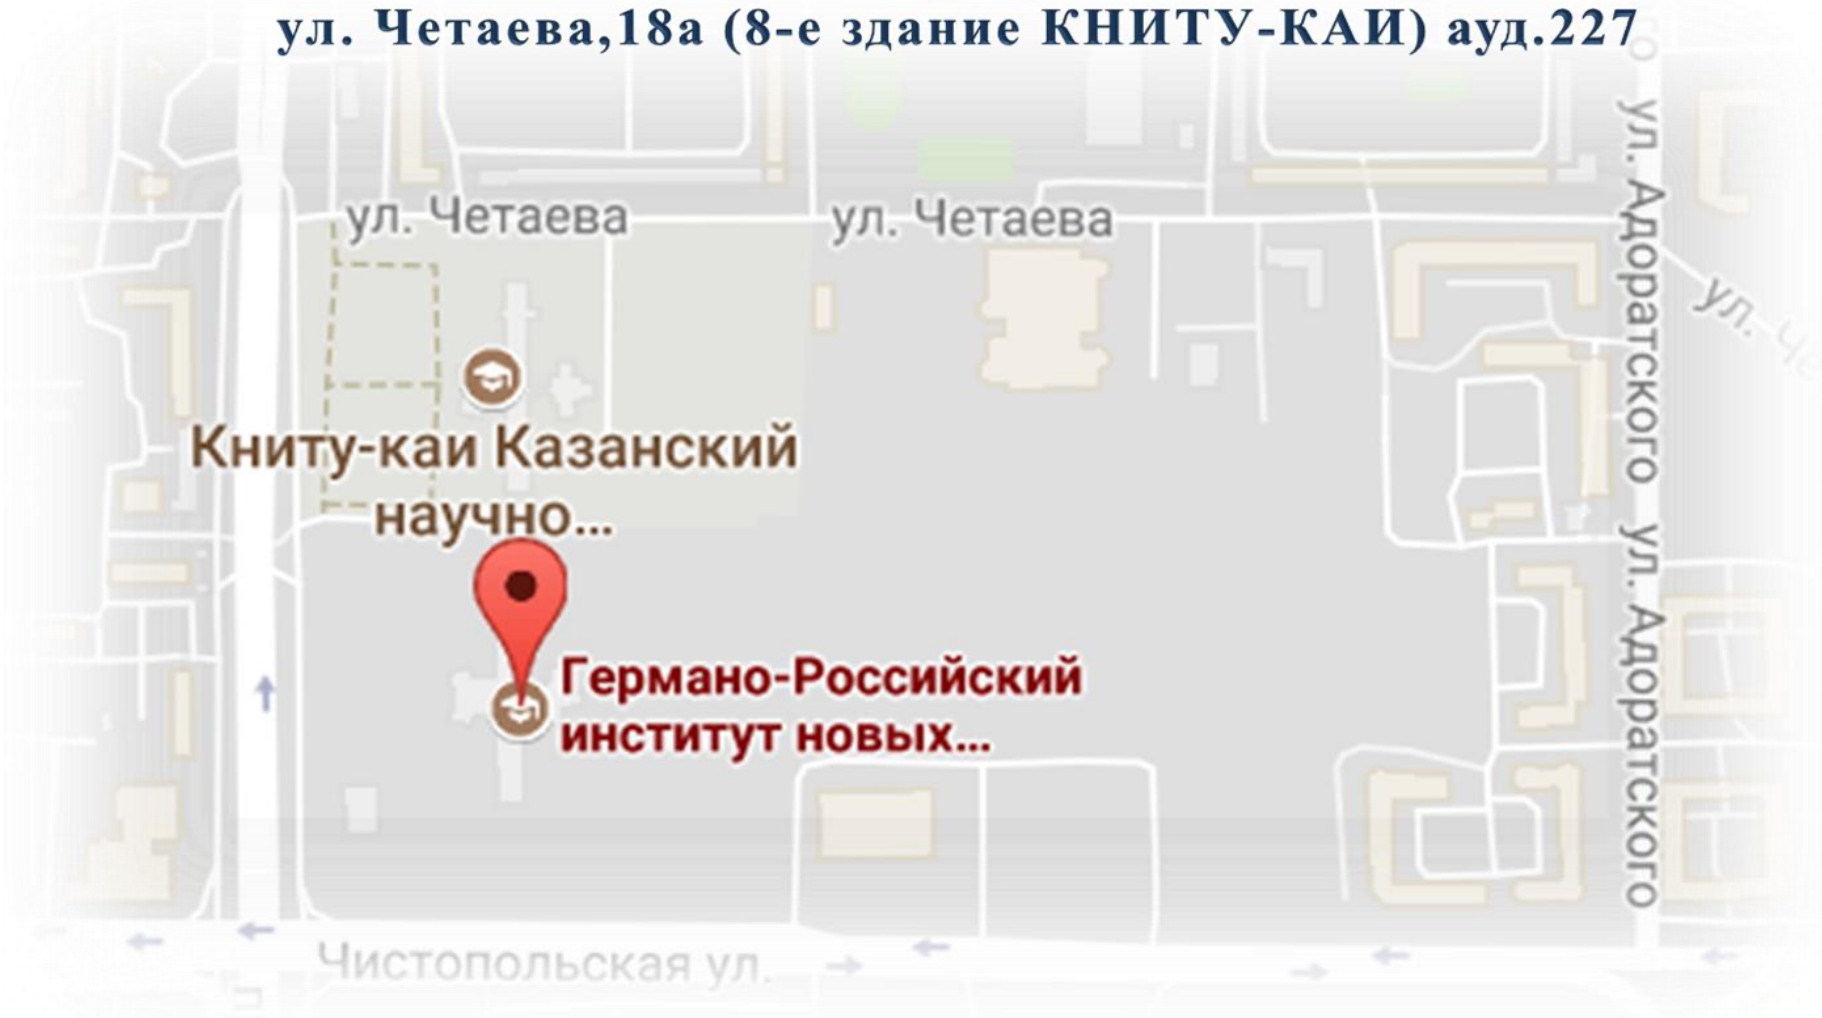 ул. Четаева,18а (8-е здание КНИТУ-КАИ) ауд.227
ул. Четаева
ул. Четаева
ул. Адоратского
ул.
Книту-каи Казанский
научно...
ул. Адоратского
Германо-Российский
институт новых...
Чистопольская ул.